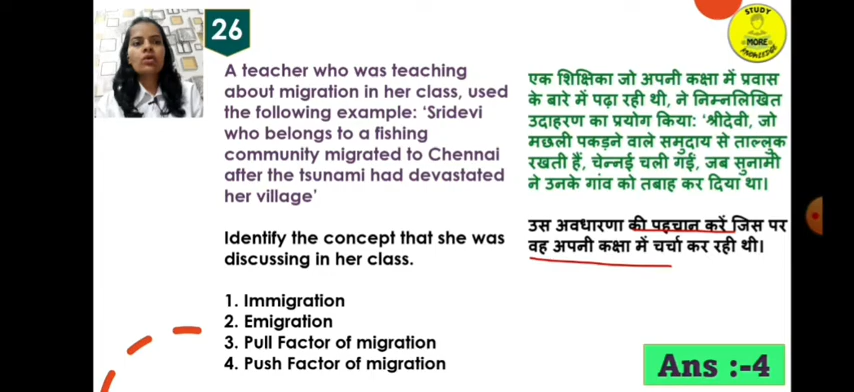 26
A teacher who was teaching
about migration in her class, used
the following example: ‘Sridevi
who belongs to a fishing
community migrated to Chennai
after the tsunami had devastated
her village’
Identify the concept that she was
discussing in her class.
1. Immigration
2. Emigration
3. Pull Factor of migration
4. Push Factor of migration
STUDY
MORE
KNOWLEDGE
एक शिक्षिका जो अपनी कक्षा में प्रवास
के बारे में पढ़ा रही थी, ने निम्नलिखित
उदाहरण का प्रयोग किया: ‘श्रीदेवी, जो
मछली पकड़ने वाले समुदाय से ताल्लुक
रखती हैं, चेन्नई चली गईं, जब सुनामी
ने उनके गांव को तबाह कर दिया था।
उस अवधारणा की पहचान करें जिस पर
वह अपनी कक्षा में चर्चा कर रही थी।
Ans :-4